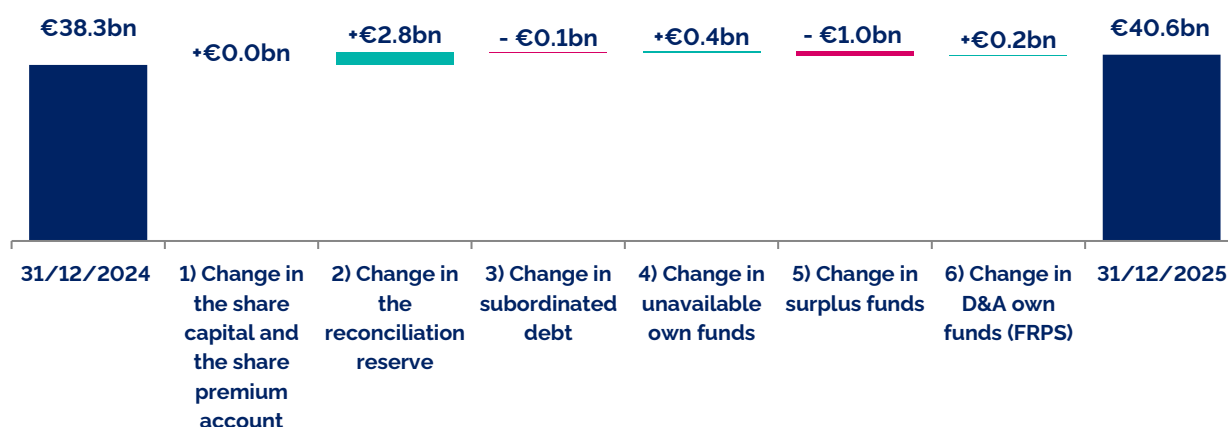 €38.3bn
+€0.0bn
+€2.8bn
- €0.1bn
+€0.4bn
- €1.0bn
+€0.2bn
€40.6bn
31/12/2024
1) Change in
the share
capital and
the share
premium
account
2) Change in
the
reconciliation
reserve
3) Change in
subordinated
debt
4) Change in
unavailable
own funds
5) Change in
surplus funds
6) Change in
D&A own
funds (FRPS)
31/12/2025